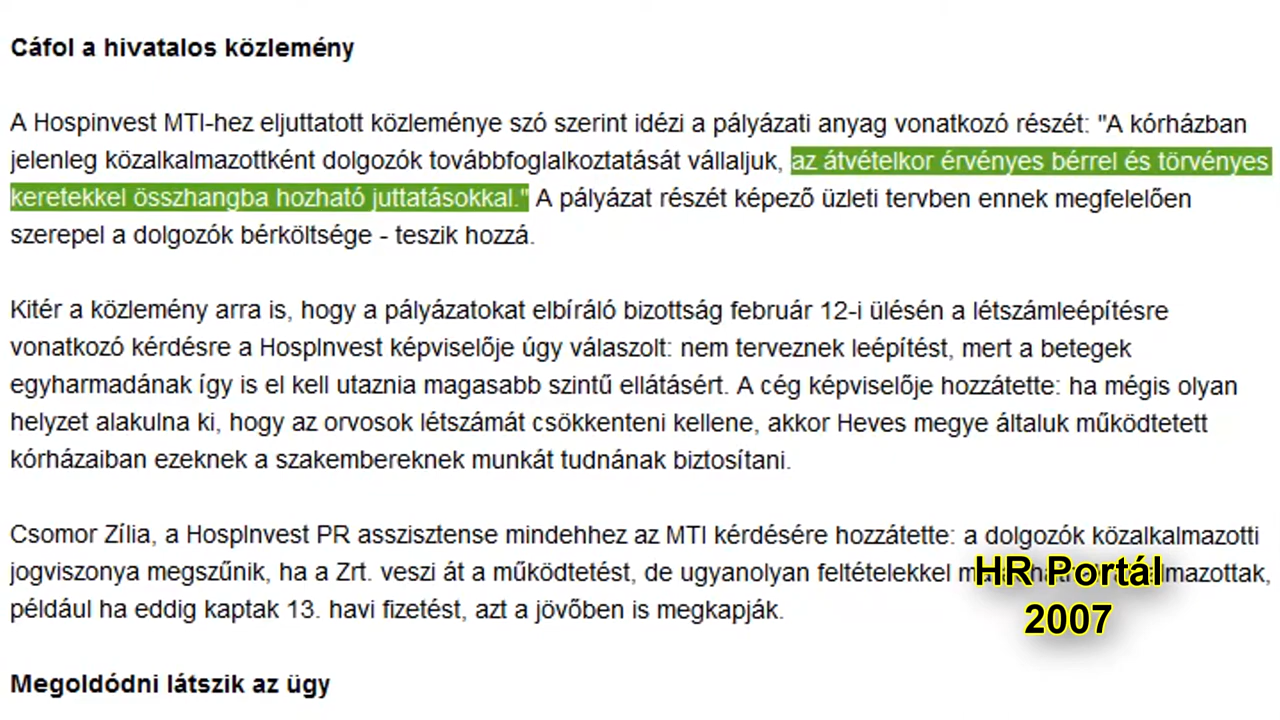 Cáfol a hivatalos közlemény
A Hospinvest MTI-hez eljuttatott közleménye szó szerint idézi a pályázati anyag vonatkozó részét: "A kórházban
jelenleg közalkalmazottként dolgozók továbbfoglalkoztatását vállaljuk, az átvételkor érvényes bérrel és törvényes
keretekkel összhangba hozható juttatásokkal." A pályázat részét képező üzleti tervben ennek megfelelően
szerepel a dolgozók bérköltsége - teszik hozzá.
Kitér a közlemény arra is, hogy a pályázatokat elbíráló bizottság február 12-i ülésén a létszámleépítésre
vonatkozó kérdésre a HospInvest képviselője úgy válaszolt: nem terveznek leépítést, mert a betegek
egyharmadának így is el kell utaznia magasabb szintű ellátásért. A cég képviselője hozzátette: ha mégis olyan
helyzet alakulna ki, hogy az orvosok létszámát csökkenteni kellene, akkor Heves megye általuk működtetett
kórházaiban ezeknek a szakembereknek munkát tudnának biztosítani.
Csomor Zília, a HospInvest PR asszisztense mindehhez az MTI kérdésére hozzátette: a dolgozók közalkalmazotti
jogviszonya megszűnik, ha a Zrt. veszi át a működtetést, de ugyanolyan feltételekkel
HR Portál
2007
például ha eddig kaptak 13. havi fizetést, azt a jövőben is megkapják.
Megoldódni látszik az ügy